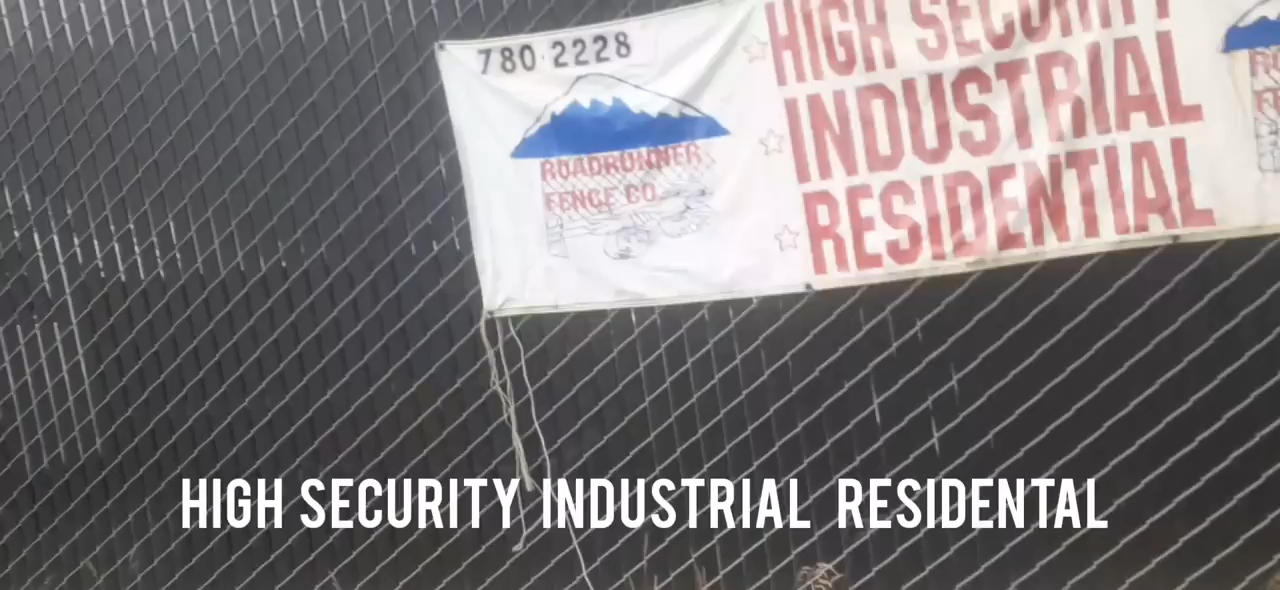 780-2228
ROADRUNNER
FENCE CO
HIGH SECURITY
INDUSTRIAL
RESIDENTIAL
HIGH SECURITY INDUSTRIAL RESIDENTAL